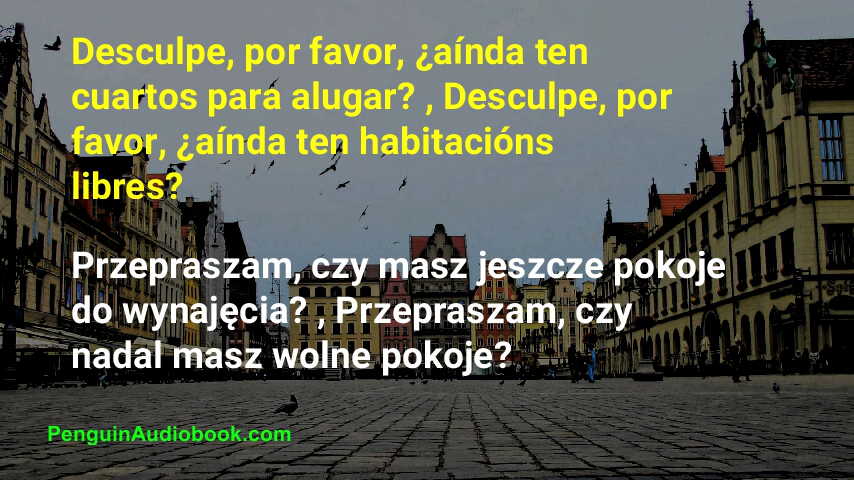 Desculpe, por favor, ¿aínda ten
cuartos para alugar? , Desculpe, por
favor, ¿aínda ten habitacións
libres?
Przepraszam, czy masz jeszcze pokoje
do wynajęcia? , Przepraszam, czy
nadal masz wolne pokoje?
PenguinAudiobook.com